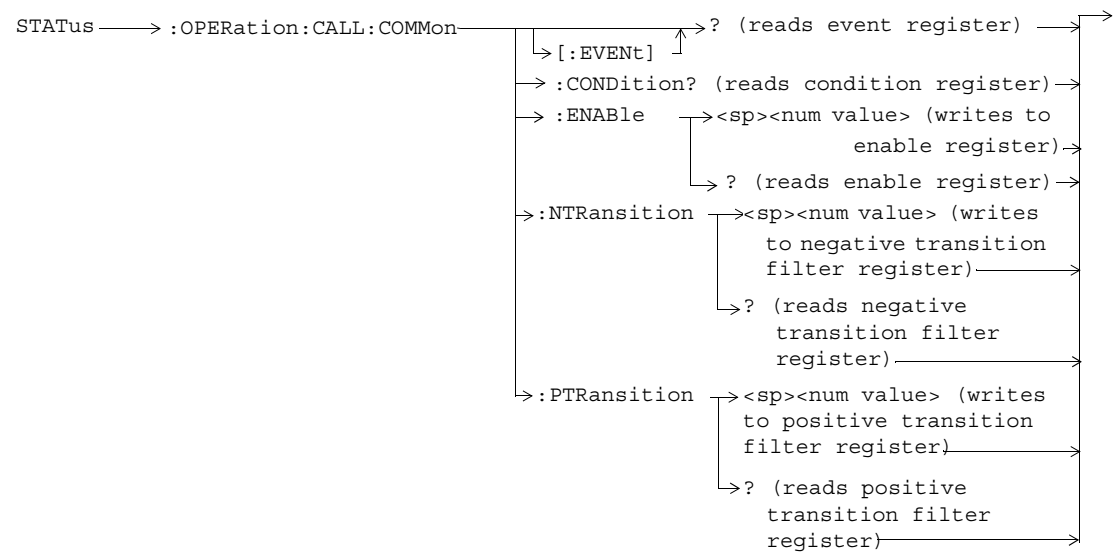 STATus :OPERation:CALL:COMMon ? (reads event register)
[:EVENt]
:CONDition? (reads condition register)
:ENABle <sp><num value> (writes to
enable register)
? (reads enable register)
:NTRansition <sp><num value> (writes
to negative transition
filter register)
? (reads negative
transition filter
register)
:PTRansition <sp><num value> (writes
to positive transition
filter register)
? (reads positive
transition filter
register)